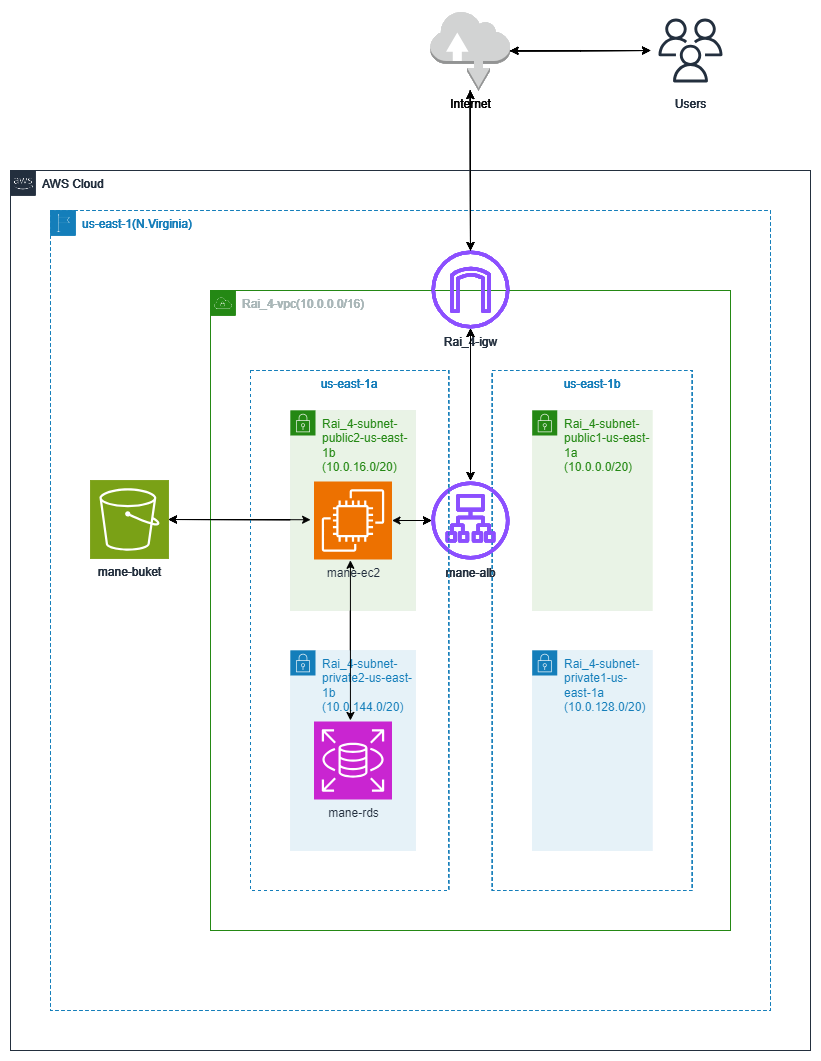 Internet
Users
aws
AWS Cloud
us-east-1(N.Virginia)
Rai_4-vpc(10.0.0.0/16)
Rai_4-igw
us-east-1a
us-east-1b
Rai_4-subnet-
public2-us-east-
1b
(10.0.16.0/20)
Rai_4-subnet-
public1-us-east-
1a
(10.0.0.0/20)
mane-buket
mane-ec2
mane-alb
Rai_4-subnet-
private2-us-east-
1b
(10.0.144.0/20)
Rai_4-subnet-
private1-us-
east-1a
(10.0.128.0/20)
mane-rds